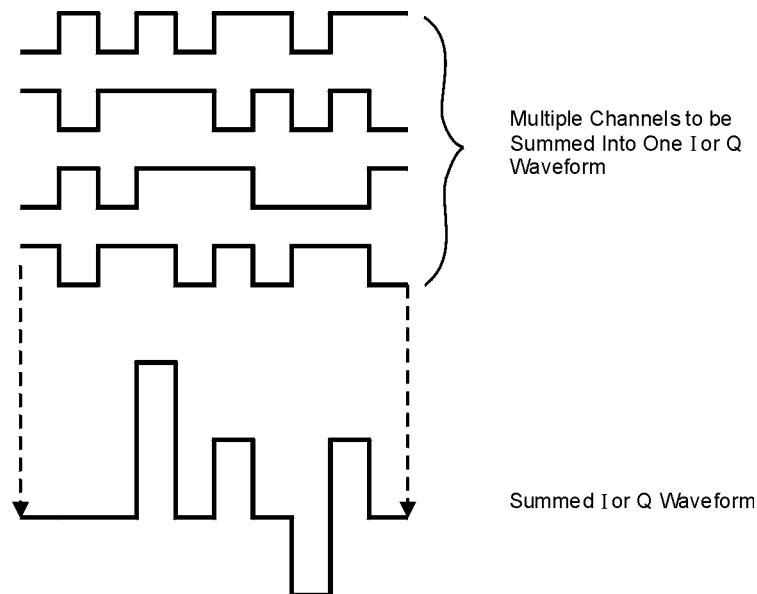 Multiple Channels to be
Summed Into One I or Q
Waveform
Summed I or Q Waveform